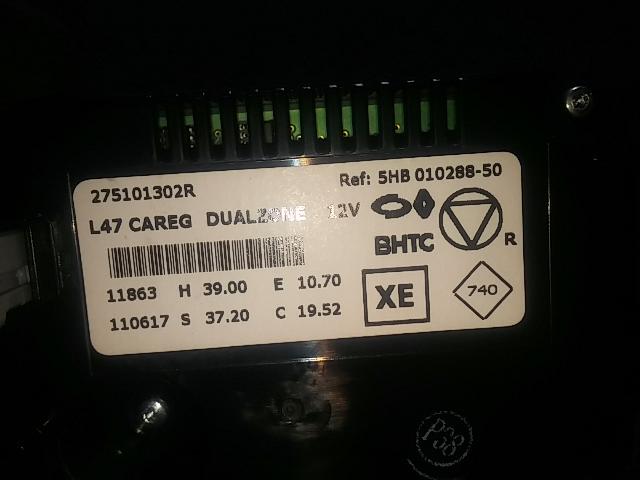 275101302R
Ref: 5HB 010288-50
L47 CAREG DUALZONE 12V
BHTC
R
11863 H 39.00 E 10.70
110617 S 37.20 C 19.52
XE
740
P38